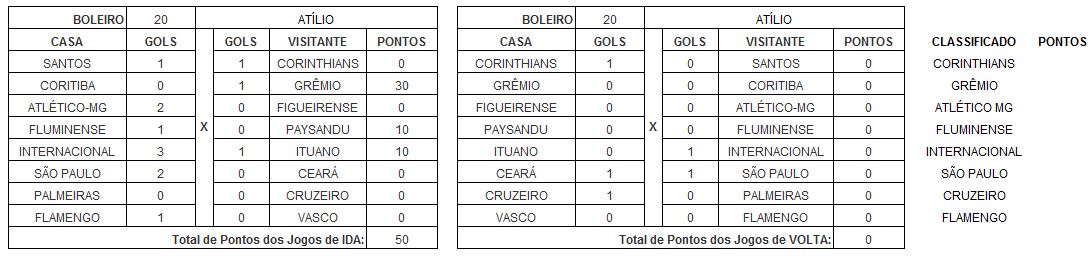 BOLEIRO 20 ATÍLIO BOLEIRO 20 ATÍLIO
CASA GOLS GOLS VISITANTE PONTOS CASA GOLS GOLS VISITANTE PONTOS CLASSIFICADO PONTOS
SANTOS 1 1 CORINTHIANS 0 CORINTHIANS 1 0 SANTOS 0 CORINTHIANS
CORITIBA 0 1 GRÊMIO 30 GRÊMIO 0 0 CORITIBA 0 GRÊMIO
ATLÉTICO-MG 2 0 FIGUEIRENSE 0 FIGUEIRENSE 0 0 ATLÉTICO-MG 0 ATLÉTICO MG
FLUMINENSE 1 X 0 PAYSANDU 10 PAYSANDU 0 X 0 FLUMINENSE 0 FLUMINENSE
INTERNACIONAL 3 1 ITUANO 10 ITUANO 0 1 INTERNACIONAL 0 INTERNACIONAL
SÃO PAULO 2 0 CEARÁ 0 CEARÁ 1 1 SÃO PAULO 0 SÃO PAULO
PALMEIRAS 0 0 CRUZEIRO 0 CRUZEIRO 1 0 PALMEIRAS 0 CRUZEIRO
FLAMENGO 1 0 VASCO 0 VASCO 0 0 FLAMENGO 0 FLAMENGO
Total de Pontos dos Jogos de IDA: 50 Total de Pontos dos Jogos de VOLTA: 0